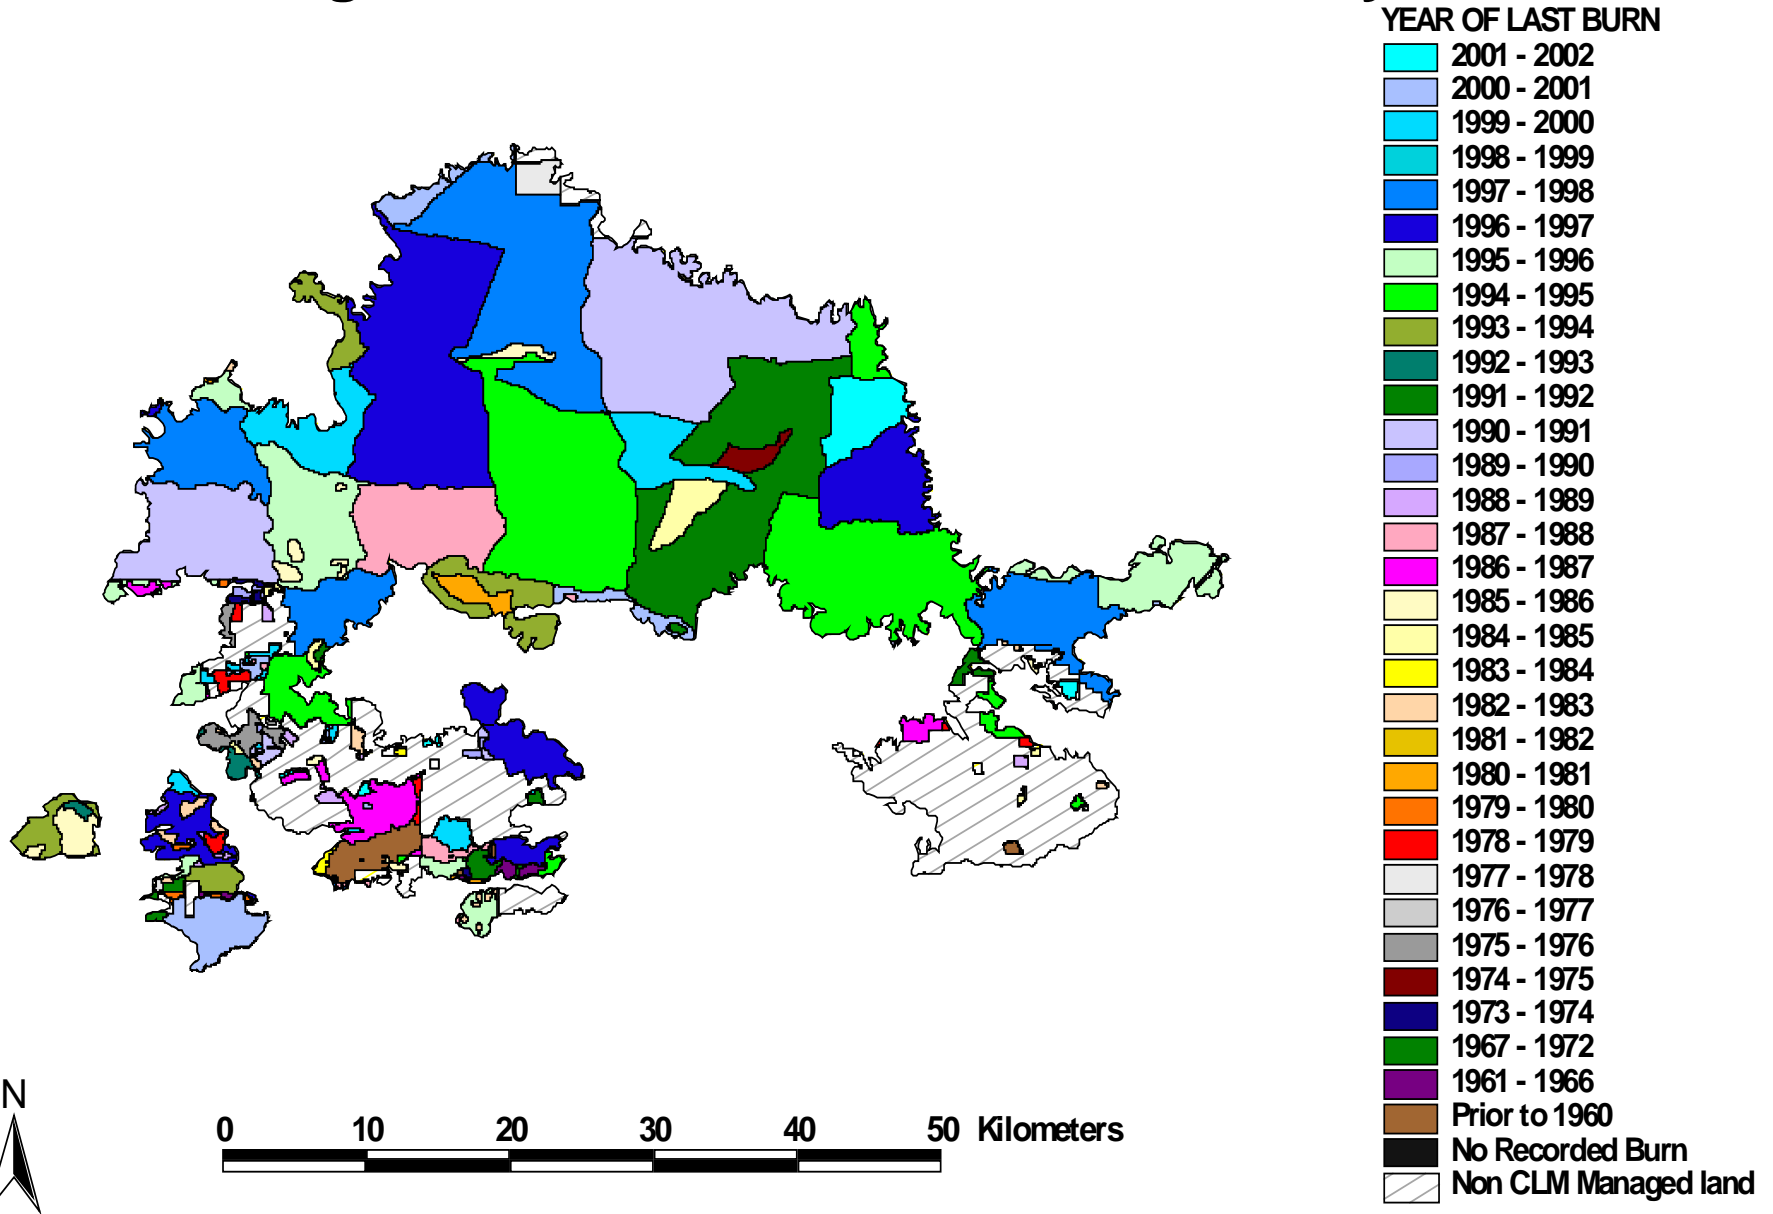 YEAR OF LAST BURN
2001 - 2002
2000 - 2001
1999 - 2000
1998 - 1999
1997 - 1998
1996 - 1997
1995 - 1996
1994 - 1995
1993 - 1994
1992 - 1993
1991 - 1992
1990 - 1991
1989 - 1990
1988 - 1989
1987 - 1988
1986 - 1987
1985 - 1986
1984 - 1985
1983 - 1984
1982 - 1983
1981 - 1982
1980 - 1981
1979 - 1980
1978 - 1979
1977 - 1978
1976 - 1977
1975 - 1976
1974 - 1975
1973 - 1974
1967 - 1972
1961 - 1966
Prior to 1960
No Recorded Burn
Non CLM Managed land
N
0 10 20 30 40 50 Kilometers